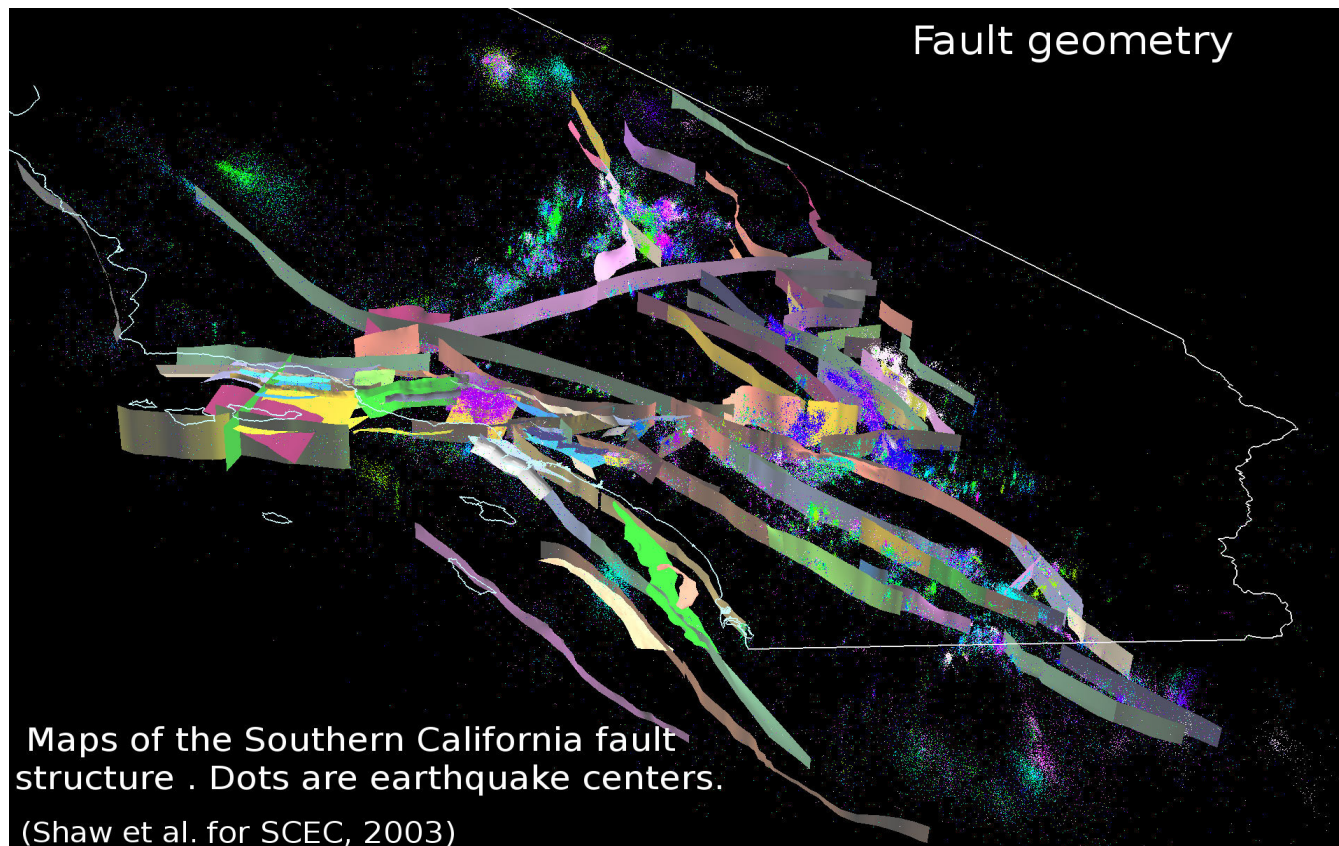 Fault geometry
Maps of the Southern California fault
structure . Dots are earthquake centers.
(Shaw et al. for SCEC, 2003)